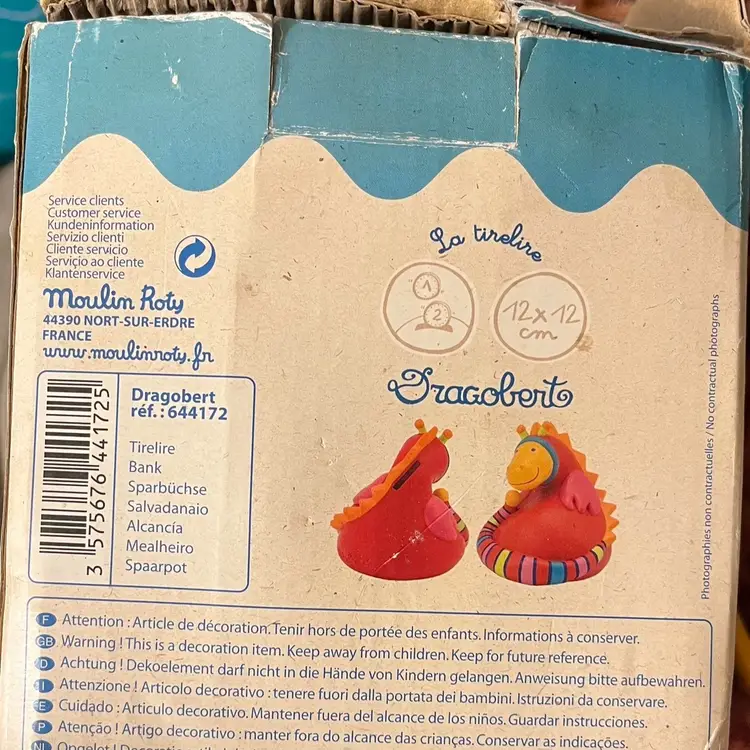 Service clients
Customer service
Kundeninformation
Servizio clienti
Cliente servicio
Serviço ao cliente
Klantenservice
Moulin Roty
44390 NORT-SUR-ERDRE
FRANCE
www.moulinroty.fr
La tirelire
1
2
12 x 12
cm
Dragobert
3 575676 441725
Dragobert
réf. : 644172
Tirelire
Bank
Sparbüchse
Salvadanaio
Alcancía
Mealheiro
Spaarpot
Photographies non contractuelles / No contractual photographs
F Attention : Article de décoration. Tenir hors de portée des enfants. Informations à conserver.
GB Warning ! This is a decoration item. Keep away from children. Keep for future reference.
D Achtung ! Dekoelement darf nicht in die Hände von Kindern gelangen. Anweisung bitte aufbewahren.
I Attenzione ! Articolo decorativo : tenere fuori dalla portata dei bambini. Istruzioni da conservare.
E Cuidado : Articulo decorativo. Mantener fuera del alcance de los niños. Guardar instrucciones.
P Atenção ! Artigo decorativo : manter fora do alcance das crianças. Conservar as indicações.
NL Opgelet !